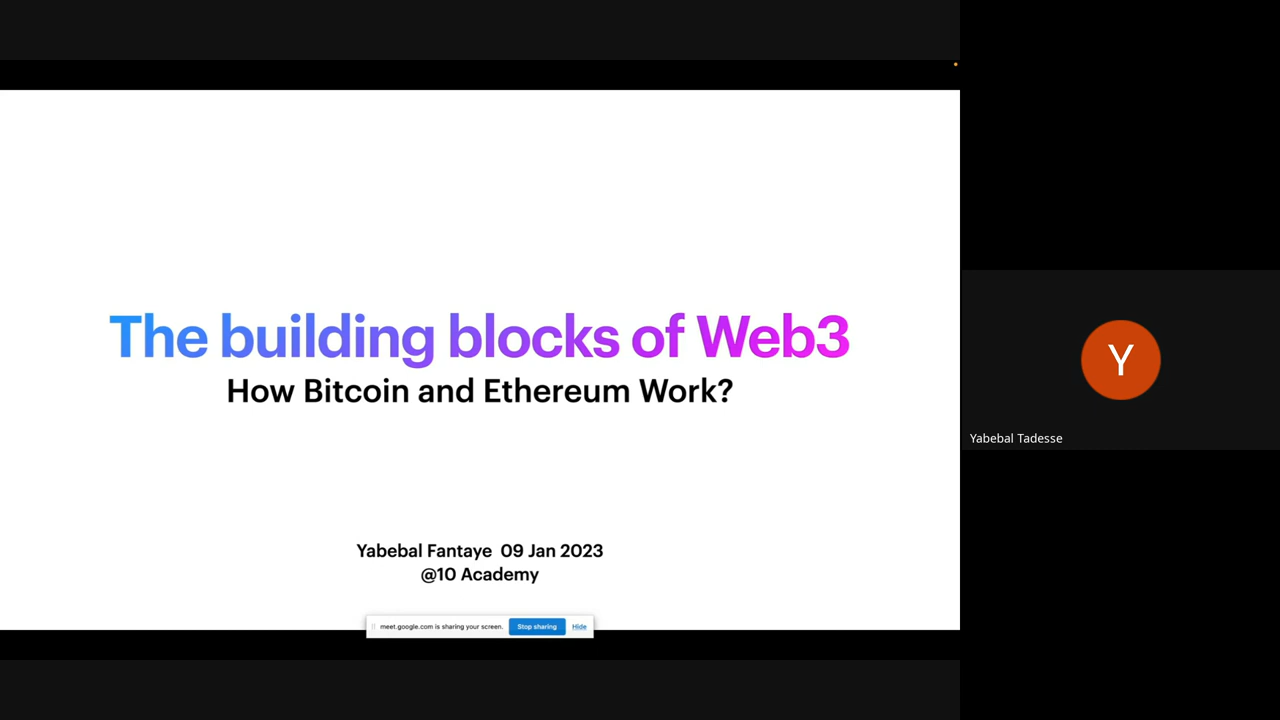 The building blocks of Web3
How Bitcoin and Ethereum Work?
Yabebal Fantaye 09 Jan 2023
@10 Academy
meet.google.com is sharing your screen. Stop sharing Hide
Y
Yabebal Tadesse